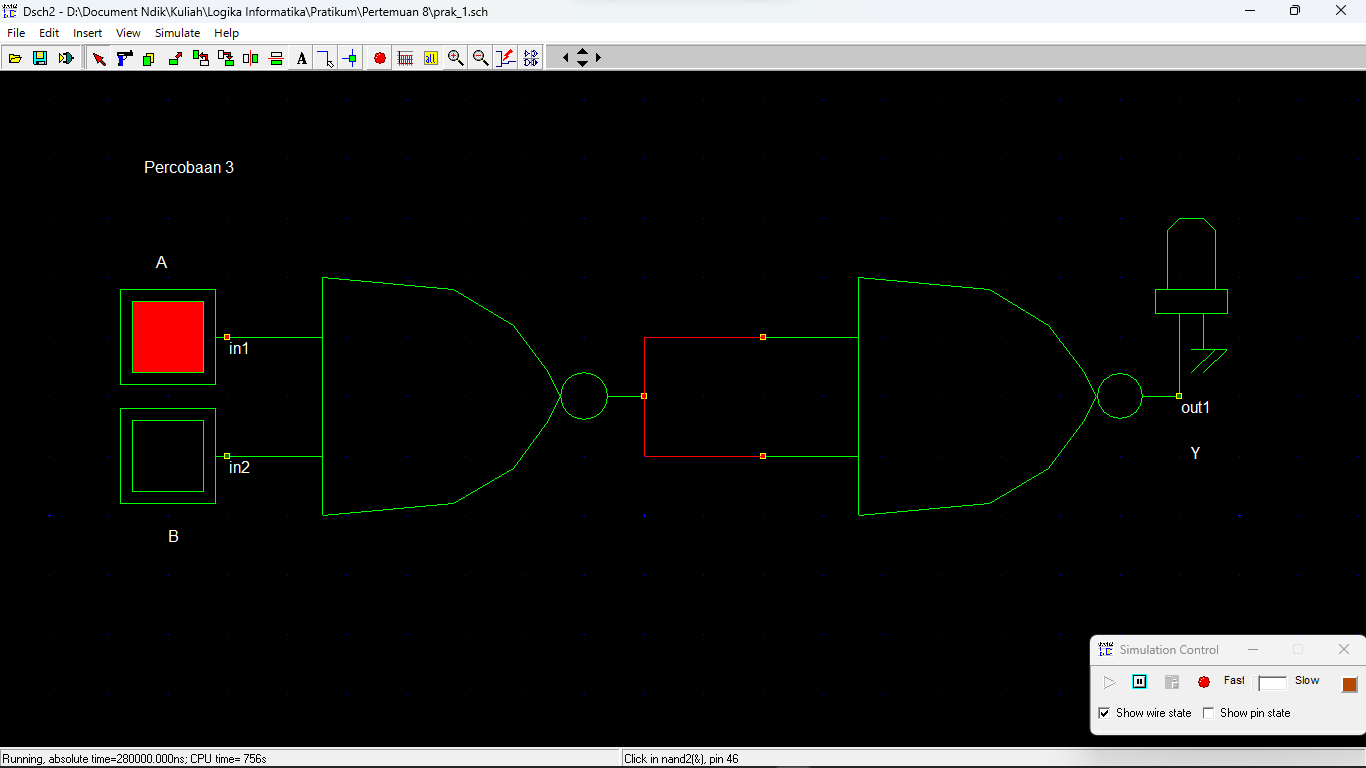 Dsch2 - D:\Document Ndik\Kuliah\Logika Informatika\Pratikum\Pertemuan 8\prak_1.sch
File Edit Insert View Simulate Help
A
Percobaan 3
A
in1
in2
B
out1
Y
Simulation Control
Fast Slow
Show wire state Show pin state
Running, absolute time=280000.000ns; CPU time= 756s
Click in nand2(&), pin 46